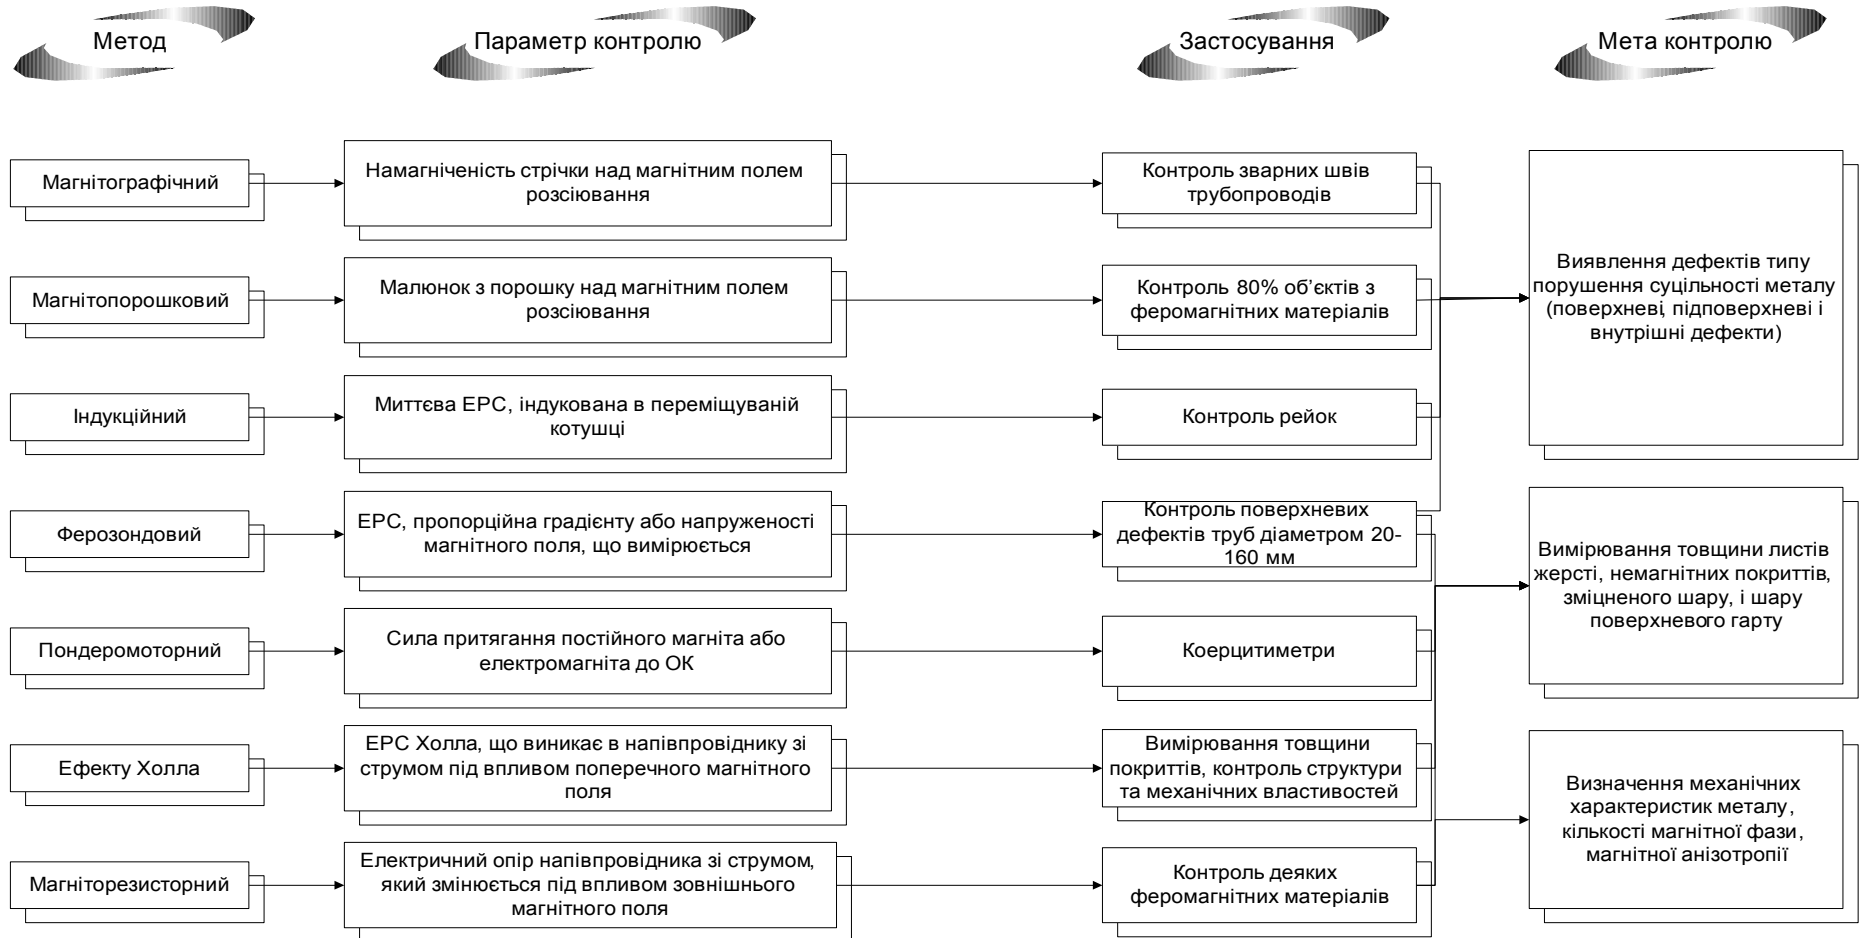 Метод
Параметр контролю
Застосування
Мета контролю
Магнітографічний
Намагніченість стрічки над магнітним полем
розсіювання
Контроль зварних швів
трубопроводів
Магнітопорошковий
Малюнок з порошку над магнітним полем
розсіювання
Контроль 80% об’єктів з
феромагнітних матеріалів
Індукційний
Миттєва ЕРС, індукована в переміщуваній
котушці
Контроль рейок
Ферозондовий
ЕРС, пропорційна градієнту або напруженості
магнітного поля, що вимірюється
Контроль поверхневих
дефектів труб діаметром 20-
160 мм
Пондеромоторний
Сила притягання постійного магніта або
електромагніта до ОК
Коерцитиметри
Ефекту Холла
ЕРС Холла, що виникає в напівпровіднику зі
струмом під впливом поперечного магнітного
поля
Вимірювання товщини
покриттів, контроль структури
та механічних властивостей
Магніторезисторний
Електричний опір напівпровідника зі струмом,
який змінюється під впливом зовнішнього
магнітного поля
Контроль деяких
феромагнітних матеріалів
Виявлення дефектів типу
порушення суцільності металу
(поверхневі, підповерхневі і
внутрішні дефекти)
Вимірювання товщини листів
жерсті, немагнітних покриттів,
зміцненого шару, і шару
поверхневого гарту
Визначення механічних
характеристик металу,
кількості магнітної фази,
магнітної анізотропії